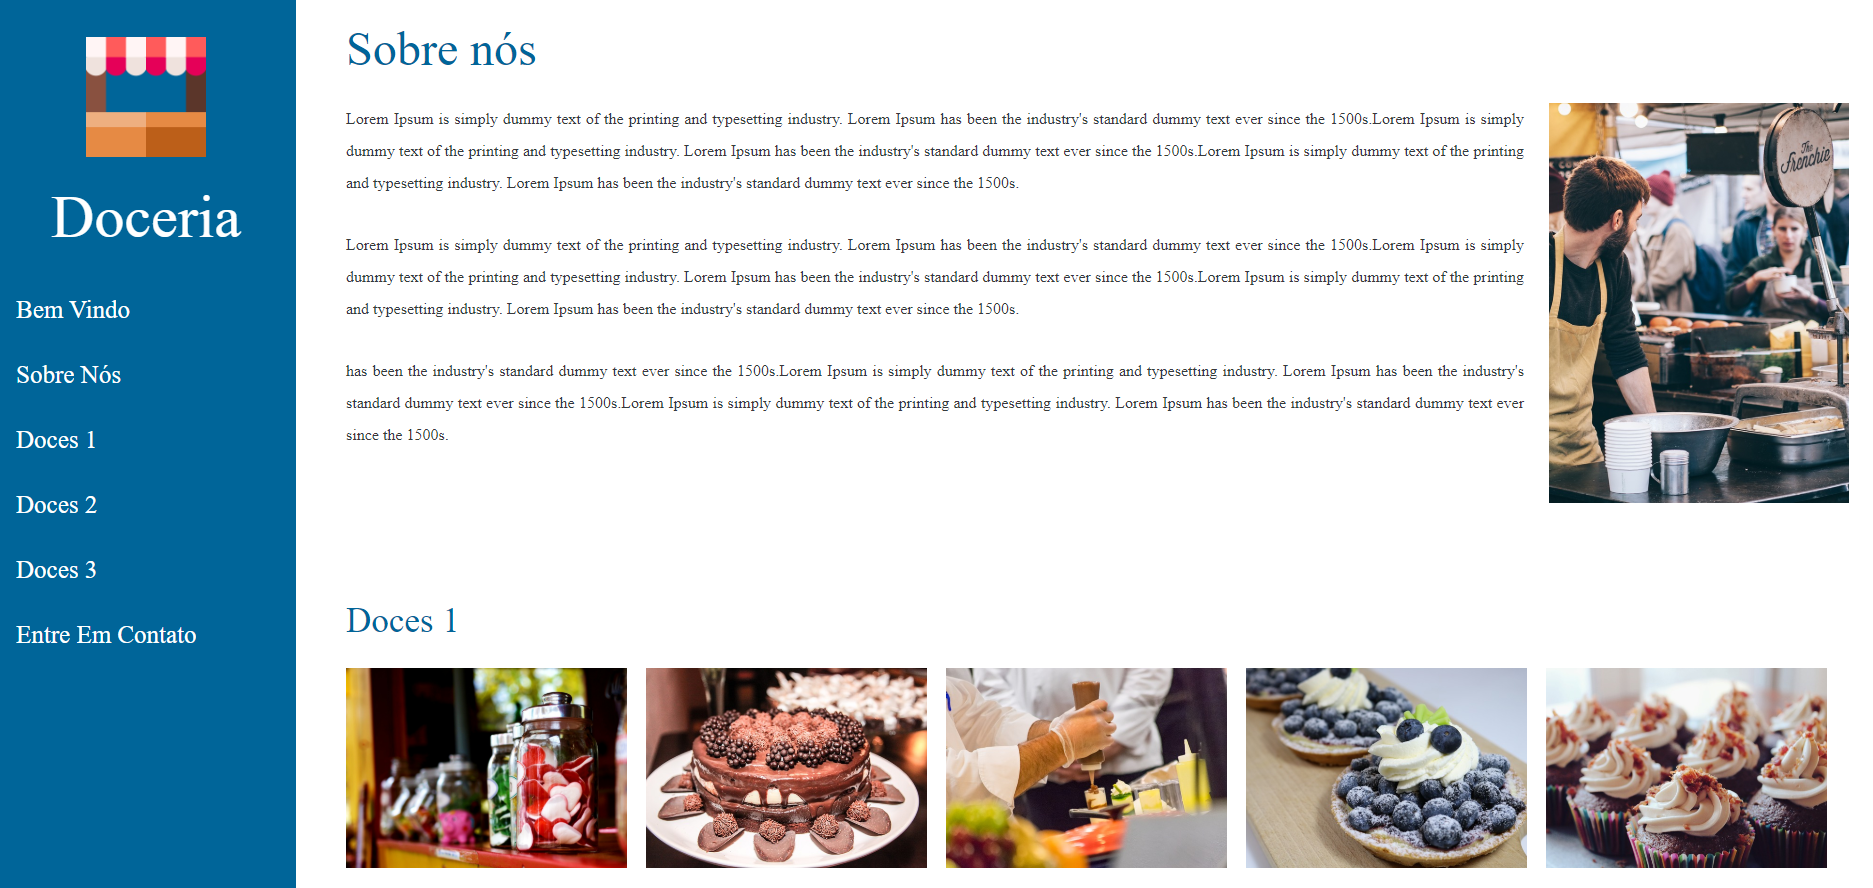 Doceria
Bem Vindo
Sobre Nós
Doces 1
Doces 2
Doces 3
Entre Em Contato
Sobre nós
Lorem Ipsum is simply dummy text of the printing and typesetting industry. Lorem Ipsum has been the industry's standard dummy text ever since the 1500s.Lorem Ipsum is simply
dummy text of the printing and typesetting industry. Lorem Ipsum has been the industry's standard dummy text ever since the 1500s.Lorem Ipsum is simply dummy text of the printing
and typesetting industry. Lorem Ipsum has been the industry's standard dummy text ever since the 1500s.
Lorem Ipsum is simply dummy text of the printing and typesetting industry. Lorem Ipsum has been the industry's standard dummy text ever since the 1500s.Lorem Ipsum is simply
dummy text of the printing and typesetting industry. Lorem Ipsum has been the industry's standard dummy text ever since the 1500s.Lorem Ipsum is simply dummy text of the printing
and typesetting industry. Lorem Ipsum has been the industry's standard dummy text ever since the 1500s.
has been the industry's standard dummy text ever since the 1500s.Lorem Ipsum is simply dummy text of the printing and typesetting industry. Lorem Ipsum has been the industry's
standard dummy text ever since the 1500s.Lorem Ipsum is simply dummy text of the printing and typesetting industry. Lorem Ipsum has been the industry's standard dummy text ever
since the 1500s.
The
frenchie
Doces 1